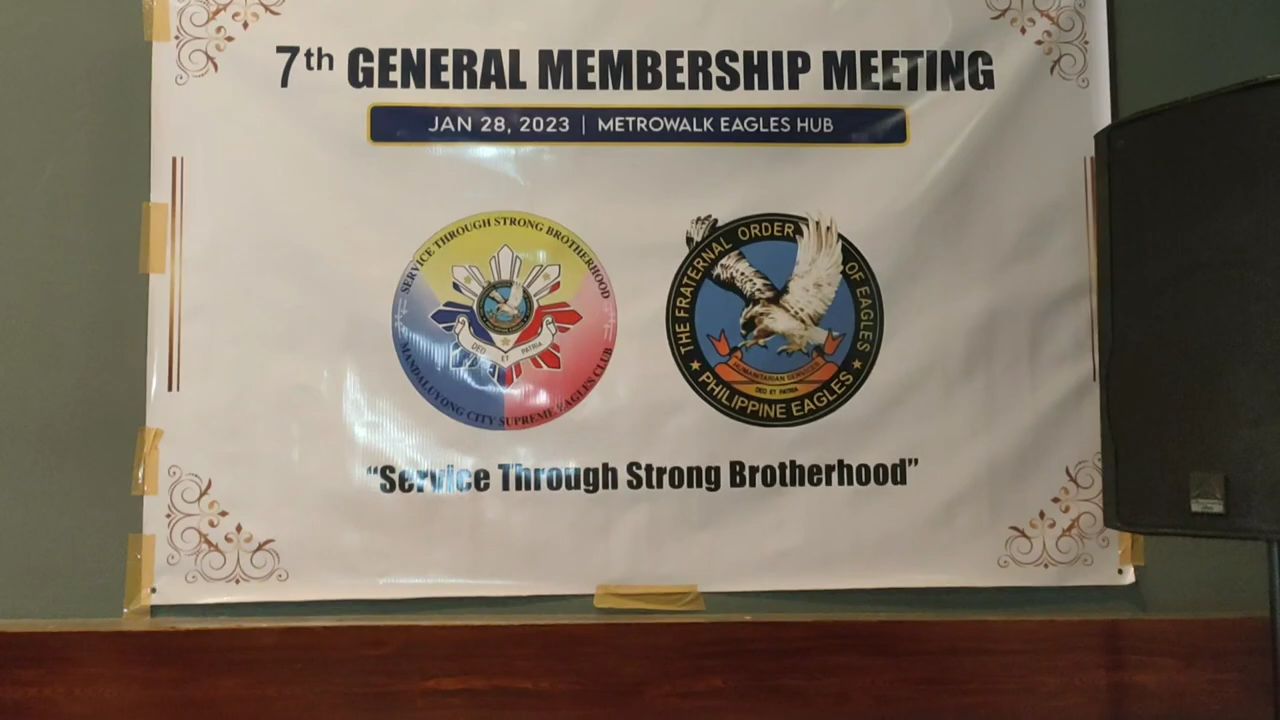 7th GENERAL MEMBERSHIP MEETING
JAN 28, 2023 | METROWALK EAGLES HUB
SERVICE THROUGH STRONG BROTHERHOOD
DEO ET PATRIA
MANDALUYONG CITY SUPREME EAGLES CLUB
THE FRATERNAL ORDER OF EAGLES
HUMANITARIAN SERVICES
DEO ET PATRIA
★ PHILIPPINE EAGLES ★
“Service Through Strong Brotherhood”